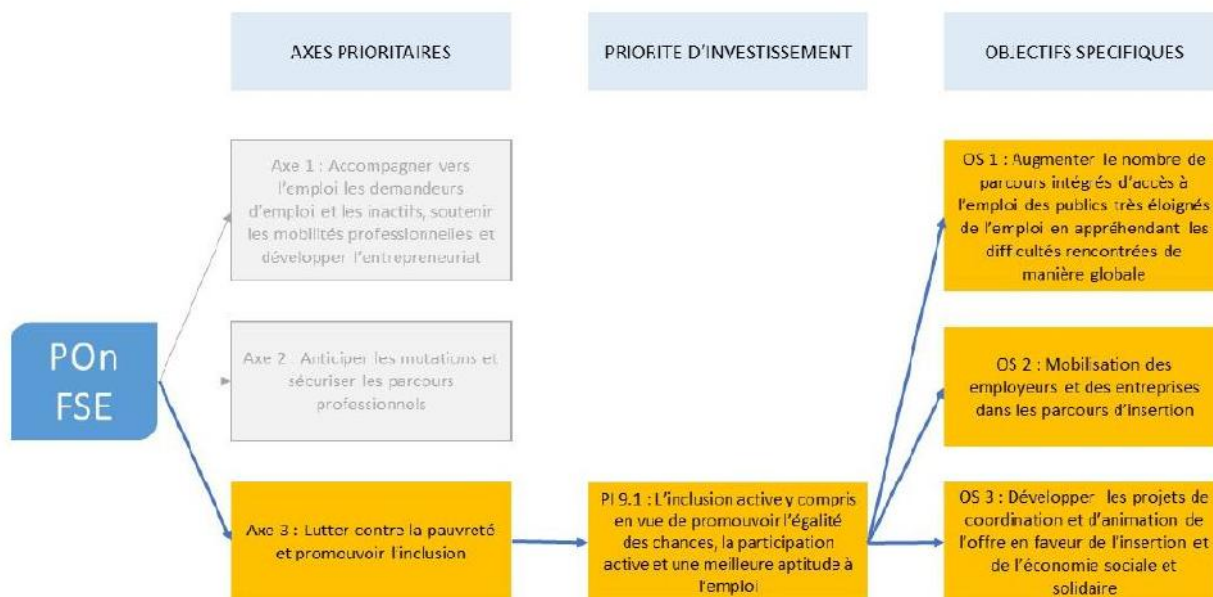 AXES PRIORITAIRES
PRIORITE D'INVESTISSEMENT
OBJECTIFS SPECIFIQUES
Axe 1 : Accompagner vers
l'emploi les demandeurs
d'emploi et les inactifs, soutenir
les mobilités professionnelles et
développer l'entrepreneuriat
OS 1 : Augmenter le nombre de
parcours intégrés d'accès à
l'emploi des publics très éloignés
de l'emploi en appréhendant les
difficultés rencontrées de
manière globale
POn
FSE
Axe 2 : Anticiper les mutations et
sécuriser les parcours
professionnels
OS 2 : Mobilisation des
employeurs et des entreprises
dans les parcours d'insertion
Axe 3 : Lutter contre la pauvreté
et promouvoir l'inclusion
PI 9.1 : L'inclusion active y compris
en vue de promouvoir l'égalité
des chances, la participation
active et une meilleure aptitude à
l'emploi
OS 3 : Développer les projets de
coordination et d'animation de
l'offre en faveur de l'insertion et
de l'économie sociale et
solidaire